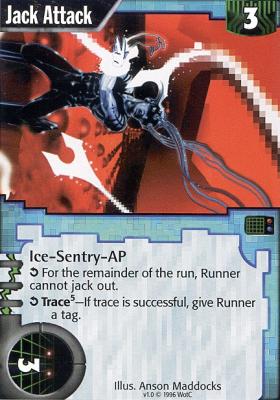 Jack Attack
3
Ice-Sentry-AP
For the remainder of the run, Runner
cannot jack out.
Trace5–If trace is successful, give Runner
a tag.
3
Illus. Anson Maddocks
v1.0 © 1996 WotC